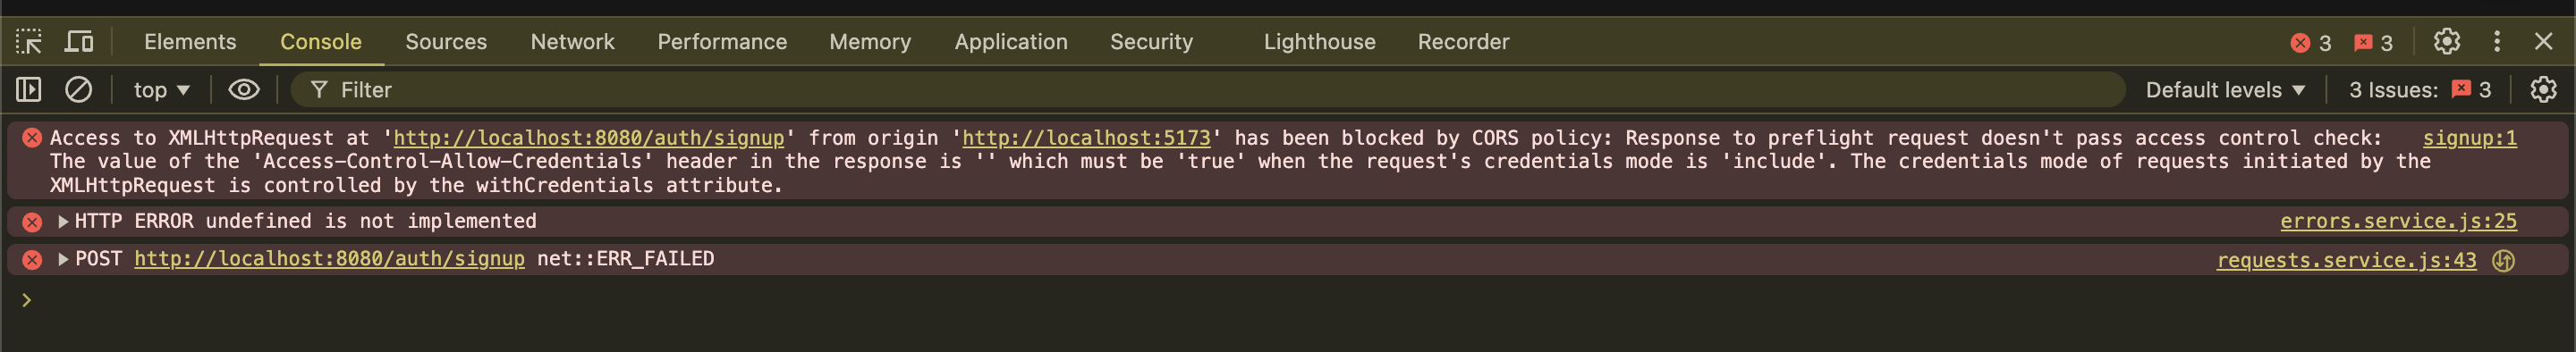 Elements Console Sources Network Performance Memory Application Security Lighthouse Recorder 3 3
top Filter Default levels 3 Issues: 3
Access to XMLHttpRequest at 'http://localhost:8080/auth/signup' from origin 'http://localhost:5173' has been blocked by CORS policy: Response to preflight request doesn't pass access control check: signup:1
The value of the 'Access-Control-Allow-Credentials' header in the response is '' which must be 'true' when the request's credentials mode is 'include'. The credentials mode of requests initiated by the
XMLHttpRequest is controlled by the withCredentials attribute.
HTTP ERROR undefined is not implemented errors.service.js:25
POST http://localhost:8080/auth/signup net::ERR_FAILED requests.service.js:43